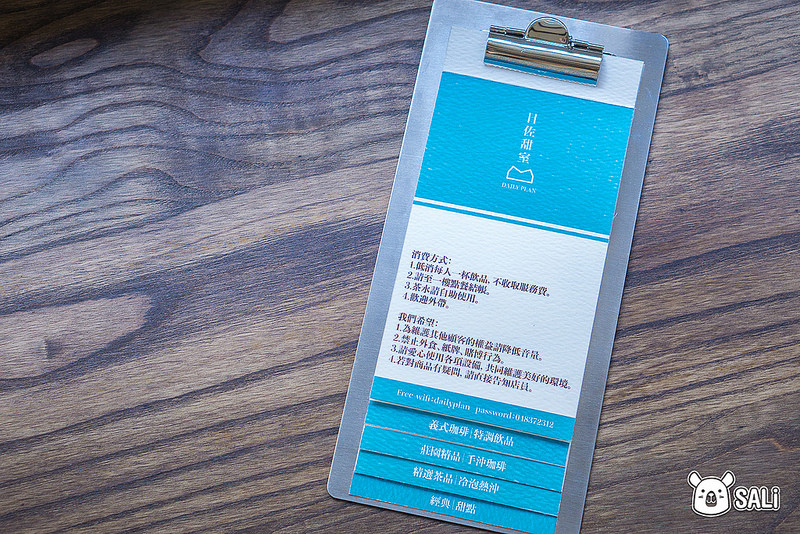 日佐甜室
DAILY PLAN
消費方式：
1.低消每人一杯飲品，不收取服務費。
2.請至一樓點餐結帳。
3.茶水請自助使用。
4.歡迎外帶。
我們希望：
1.為維護其他顧客的權益請降低音量。
2.禁止外食、紙牌、賭博行為。
3.請愛心使用各項設備，共同維護美好的環境。
4.若對商品有疑問，請直接告知店員。
Free wifi:dailyplan password:048372312
義式咖啡|特調飲品
莊園精品|手沖咖啡
精選茶品|冷泡熱沖
經典|甜點
SALi